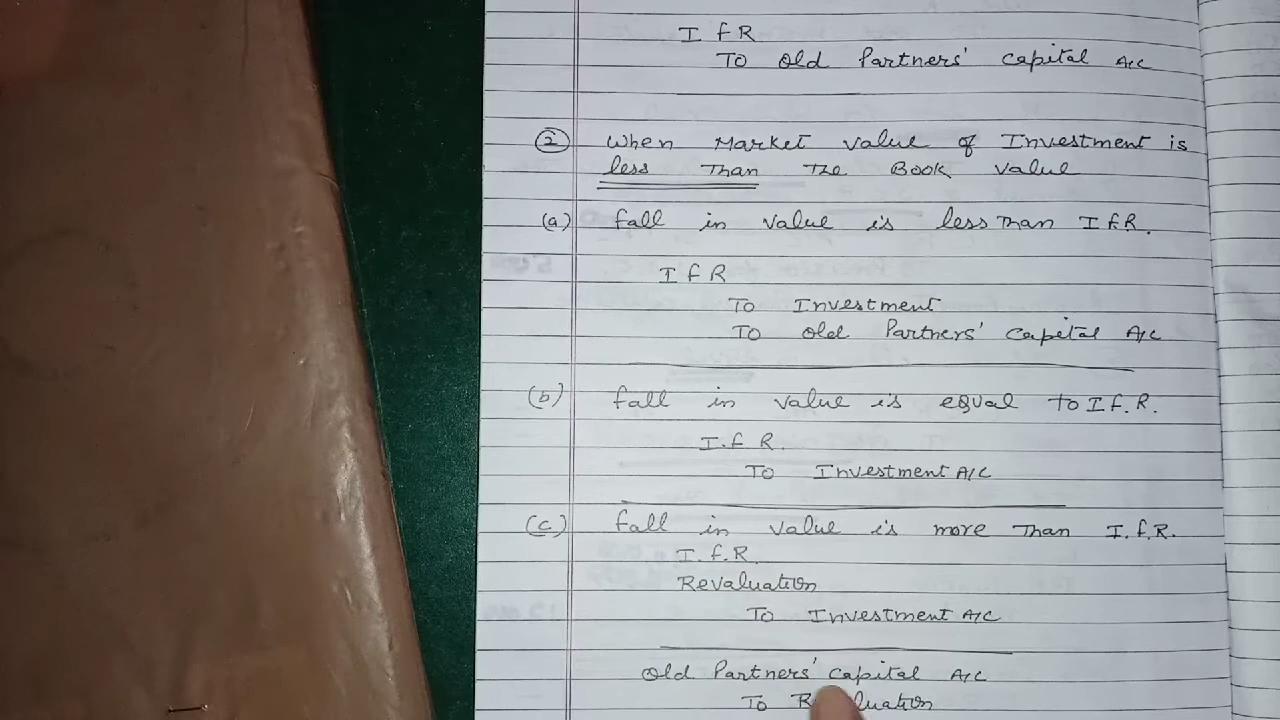 I f R
To Old Partners' Capital A/c
② When Market Value of Investment is
less Than The Book Value
(a) fall in value is less Than I f.R.
I f R
To Investment
To Old Partners' Capital A/c
(b) fall in value is equal to I f.R.
I.f R.
To Investment A/c
(c) fall in value is more Than I.f.R.
I.f.R.
Revaluation
To Investment A/c
Old Partners' Capital A/c
To